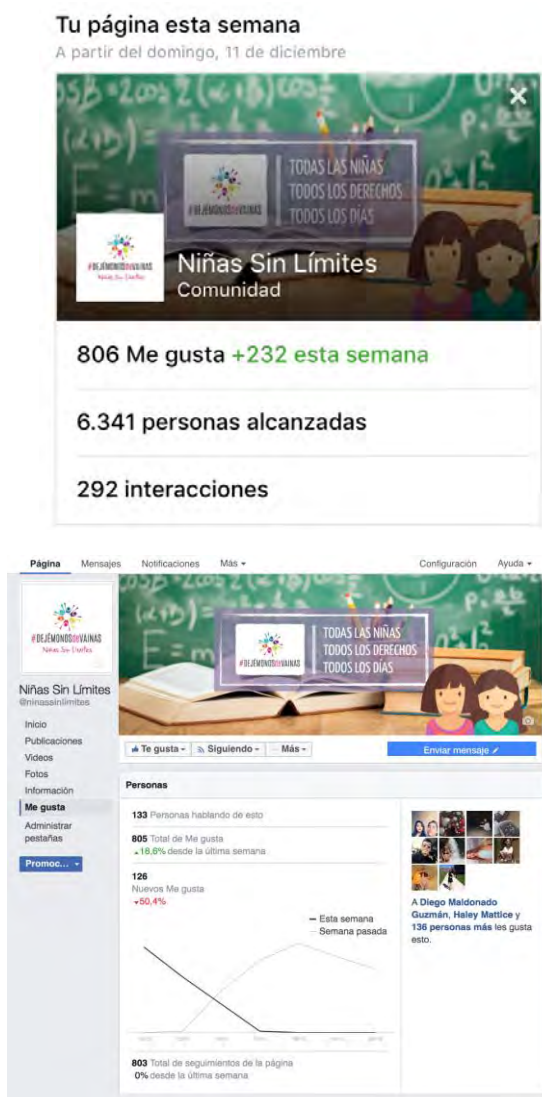 Tu página esta semana
A partir del domingo, 11 de diciembre
TODAS LAS NIÑAS
TODOS LOS DERECHOS
TODOS LOS DÍAS
#DEJÉMONOSDEVAINAS
#DEJÉMONOSDEVAINAS
Niñas Sin Límites
Niñas Sin Límites
Comunidad
806 Me gusta +232 esta semana
6.341 personas alcanzadas
292 interacciones
Página Mensajes Notificaciones Más Configuración Ayuda
#DEJÉMONOSDEVAINAS
Niñas Sin Límites
#DEJÉMONOSDEVAINAS
TODAS LAS NIÑAS
TODOS LOS DERECHOS
TODOS LOS DÍAS
Niñas Sin Límites
@ninassinlimites
Inicio
Publicaciones
Videos
Fotos
Información
Me gusta
Administrar
pestañas
Promoc...
Te gusta Siguiendo Más Enviar mensaje
Personas
133 Personas hablando de esto
805 Total de Me gusta
16,6% desde la última semana
126
Nuevos Me gusta
50,4%
Esta semana
Semana pasada
803 Total de seguimientos de la página
0% desde la última semana
A Diego Maldonado
Guzmán, Haley Mattice y
136 personas más les gusta
esto.